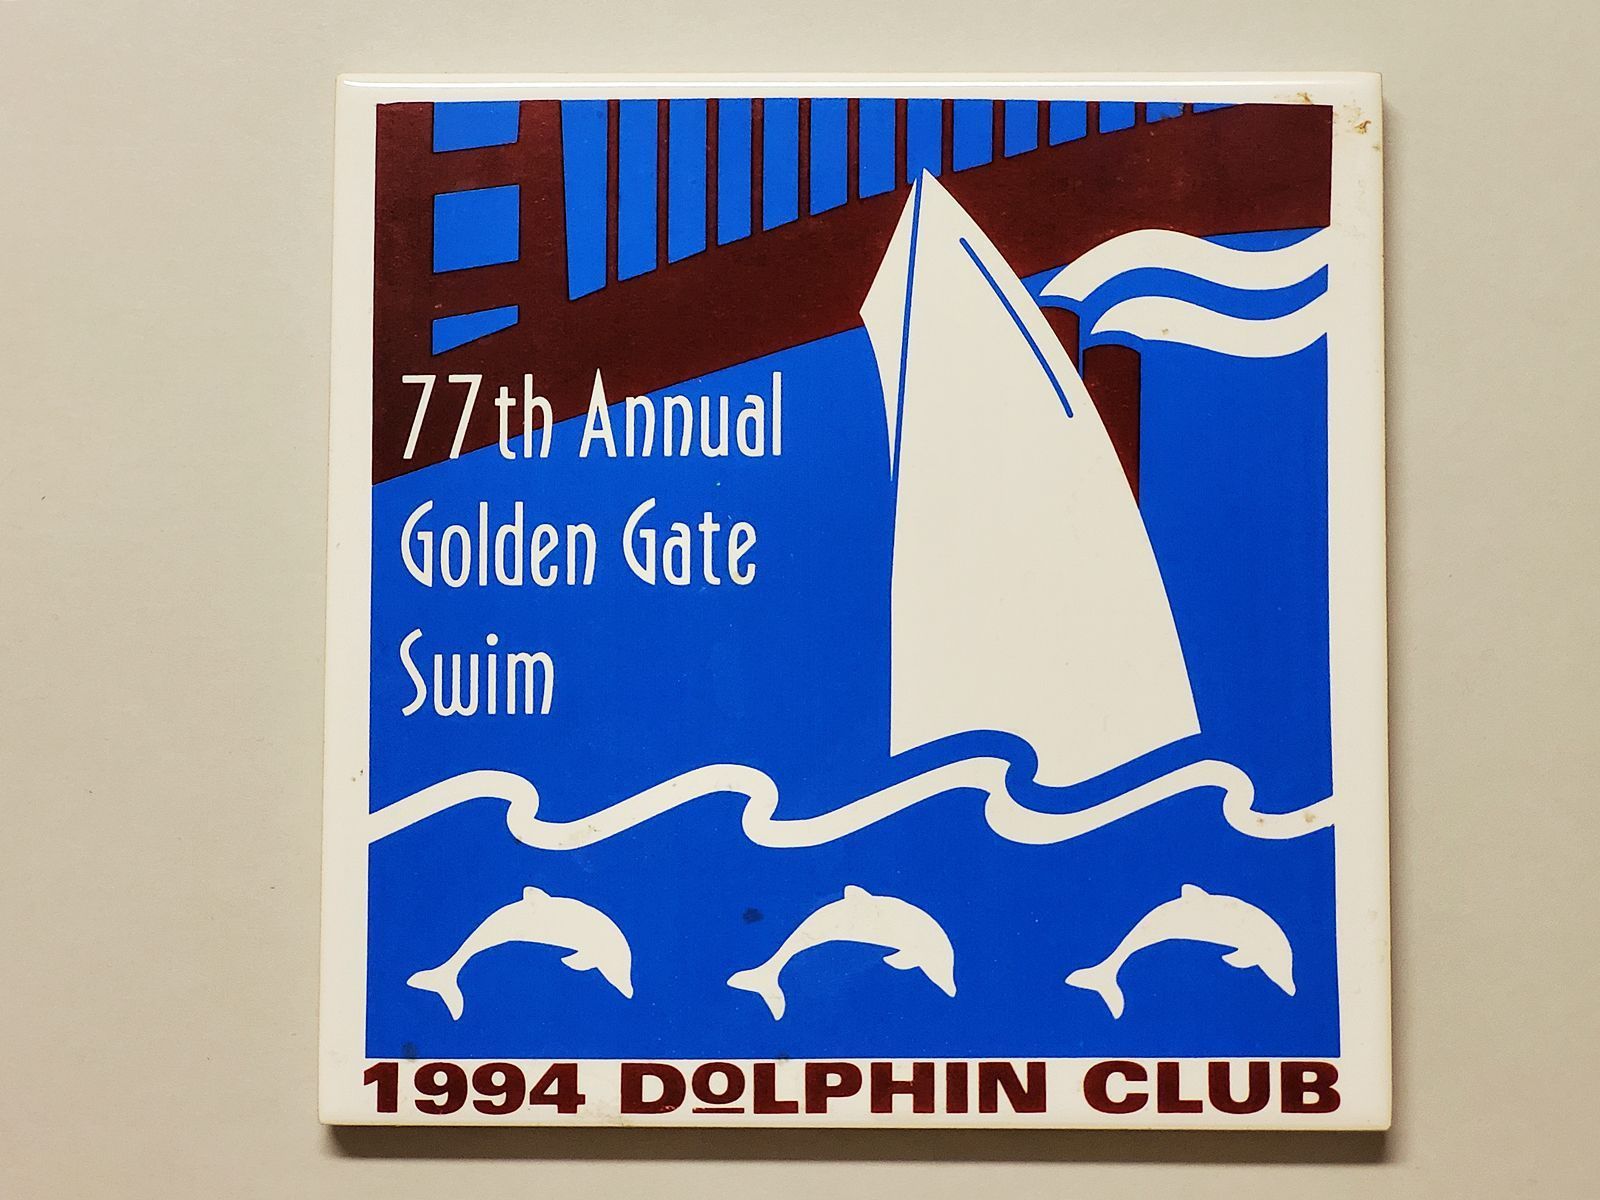 77th Annual
Golden Gate
Swim
1994 DOLPHIN CLUB